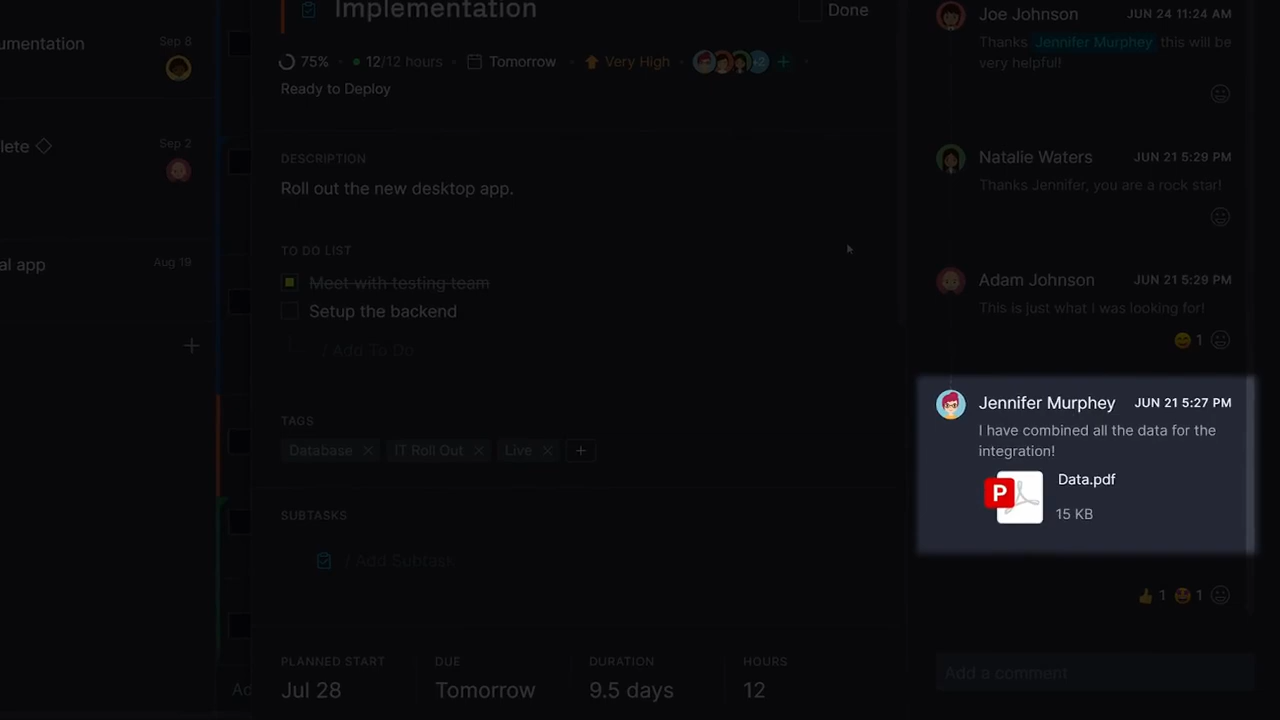 Implementation
Done
75%
12/12 hours
Tomorrow
Very High
+2
Ready to Deploy
DESCRIPTION
Roll out the new desktop app.
TO DO LIST
Meet with testing team
Setup the backend
/ Add To Do
TAGS
Database
IT Roll Out
Live
SUBTASKS
/ Add Subtask
PLANNED START
Jul 28
DUE
Tomorrow
DURATION
9.5 days
HOURS
12
umentation
Sep 8
lete
Sep 2
al app
Aug 19
Ad
Joe Johnson
JUN 24 11:24 AM
Thanks Jennifer Murphey this will be
very helpful!
Natalie Waters
JUN 21 5:29 PM
Thanks Jennifer, you are a rock star!
Adam Johnson
JUN 21 5:29 PM
This is just what I was looking for!
1
Jennifer Murphey
JUN 21 5:27 PM
I have combined all the data for the
integration!
P
Data.pdf
15 KB
1
1
Add a comment